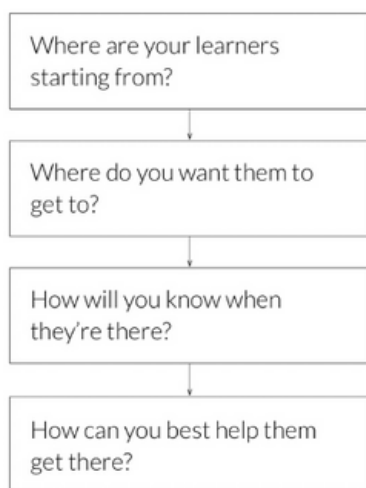 Where are your learners
starting from?
Where do you want them to
get to?
How will you know when
they're there?
How can you best help them
get there?